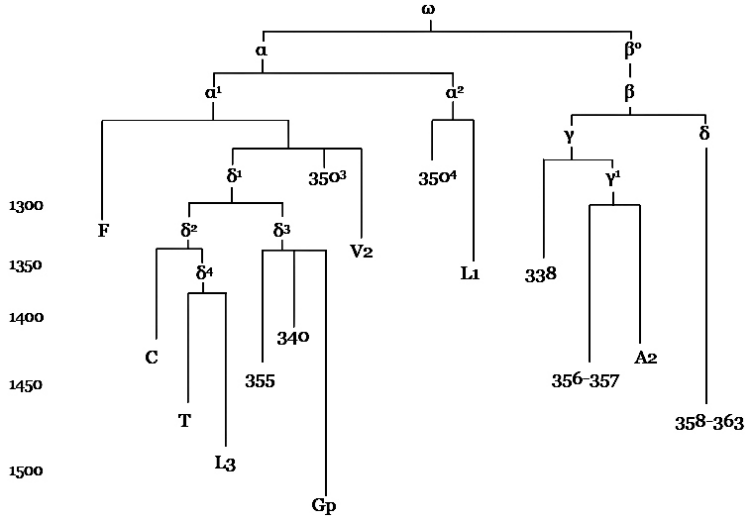 ω
α βº
α¹ α² β
γ δ
δ¹ 350³ 350⁴ γ¹
1300
F δ² δ³ V2
1350 δ⁴ L1 338
1400
340
C 355 356-357 A2
1450
T 358-363
L3
1500
Gp